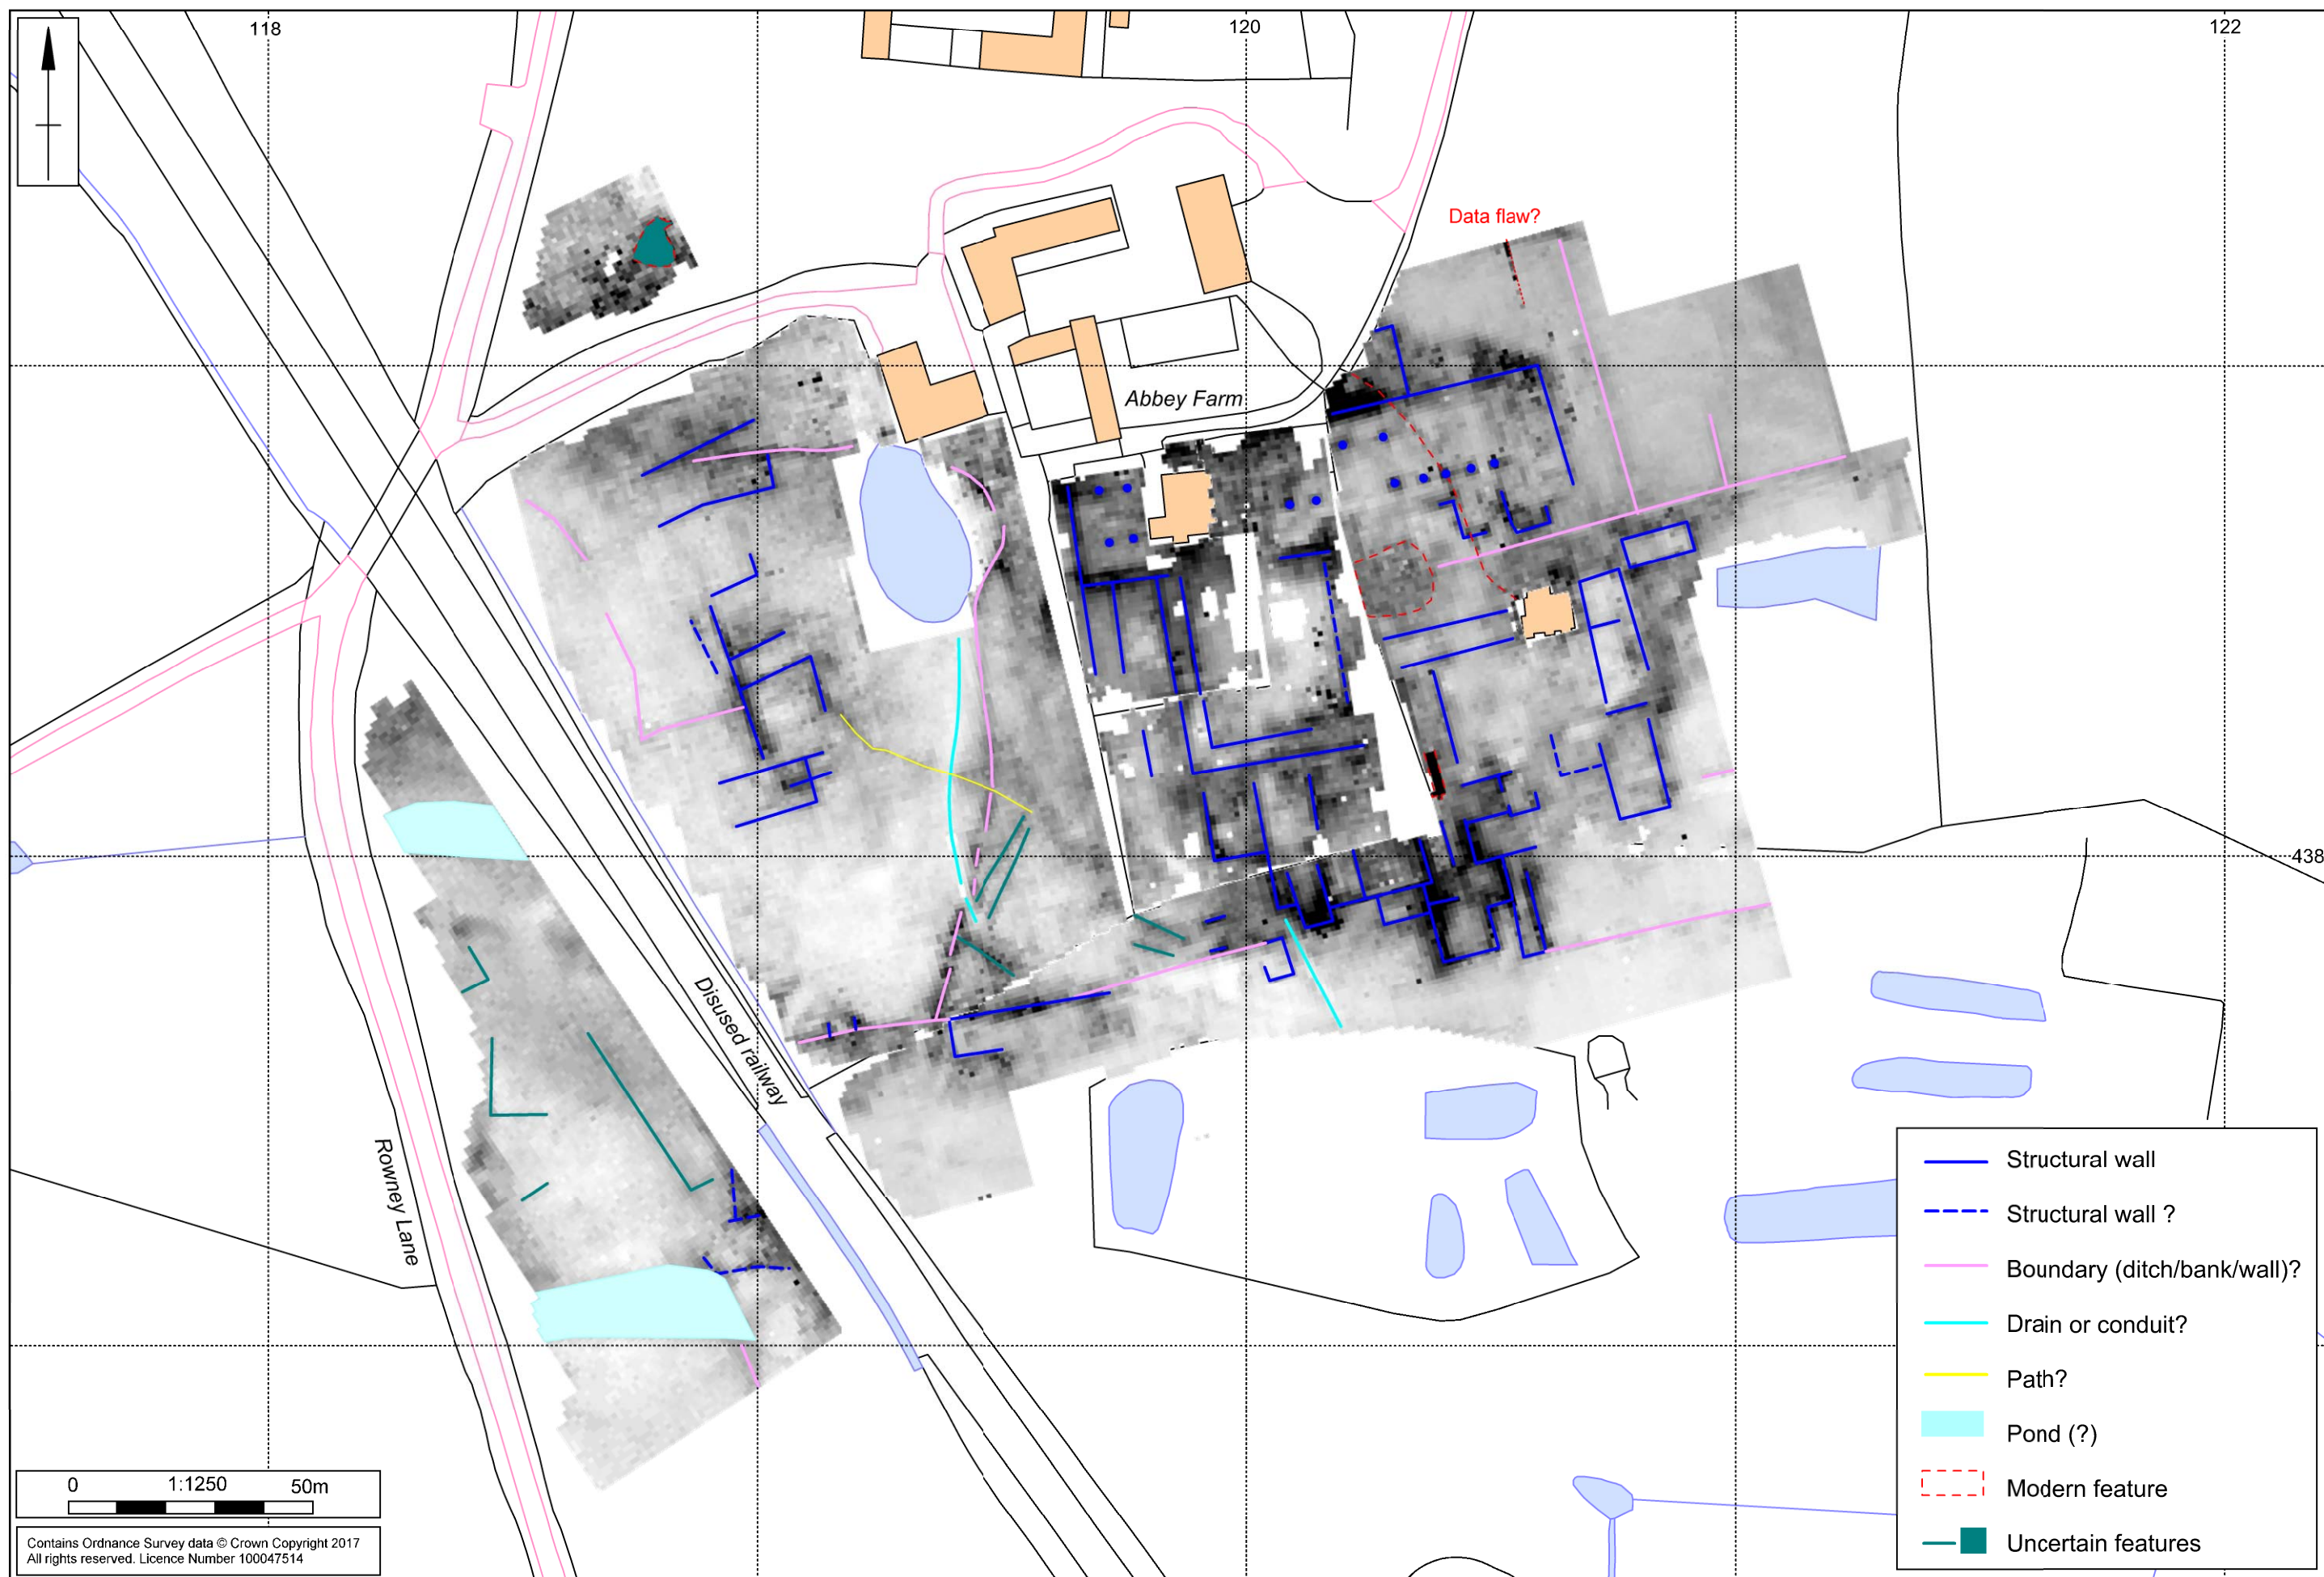 118
120
122
Data flaw?
Abbey Farm
438
Disused railway
Rowney Lane
Structural wall
Structural wall ?
Boundary (ditch/bank/wall)?
Drain or conduit?
Path?
Pond (?)
Modern feature
Uncertain features
0 1:1250 50m
Contains Ordnance Survey data © Crown Copyright 2017
All rights reserved. Licence Number 100047514